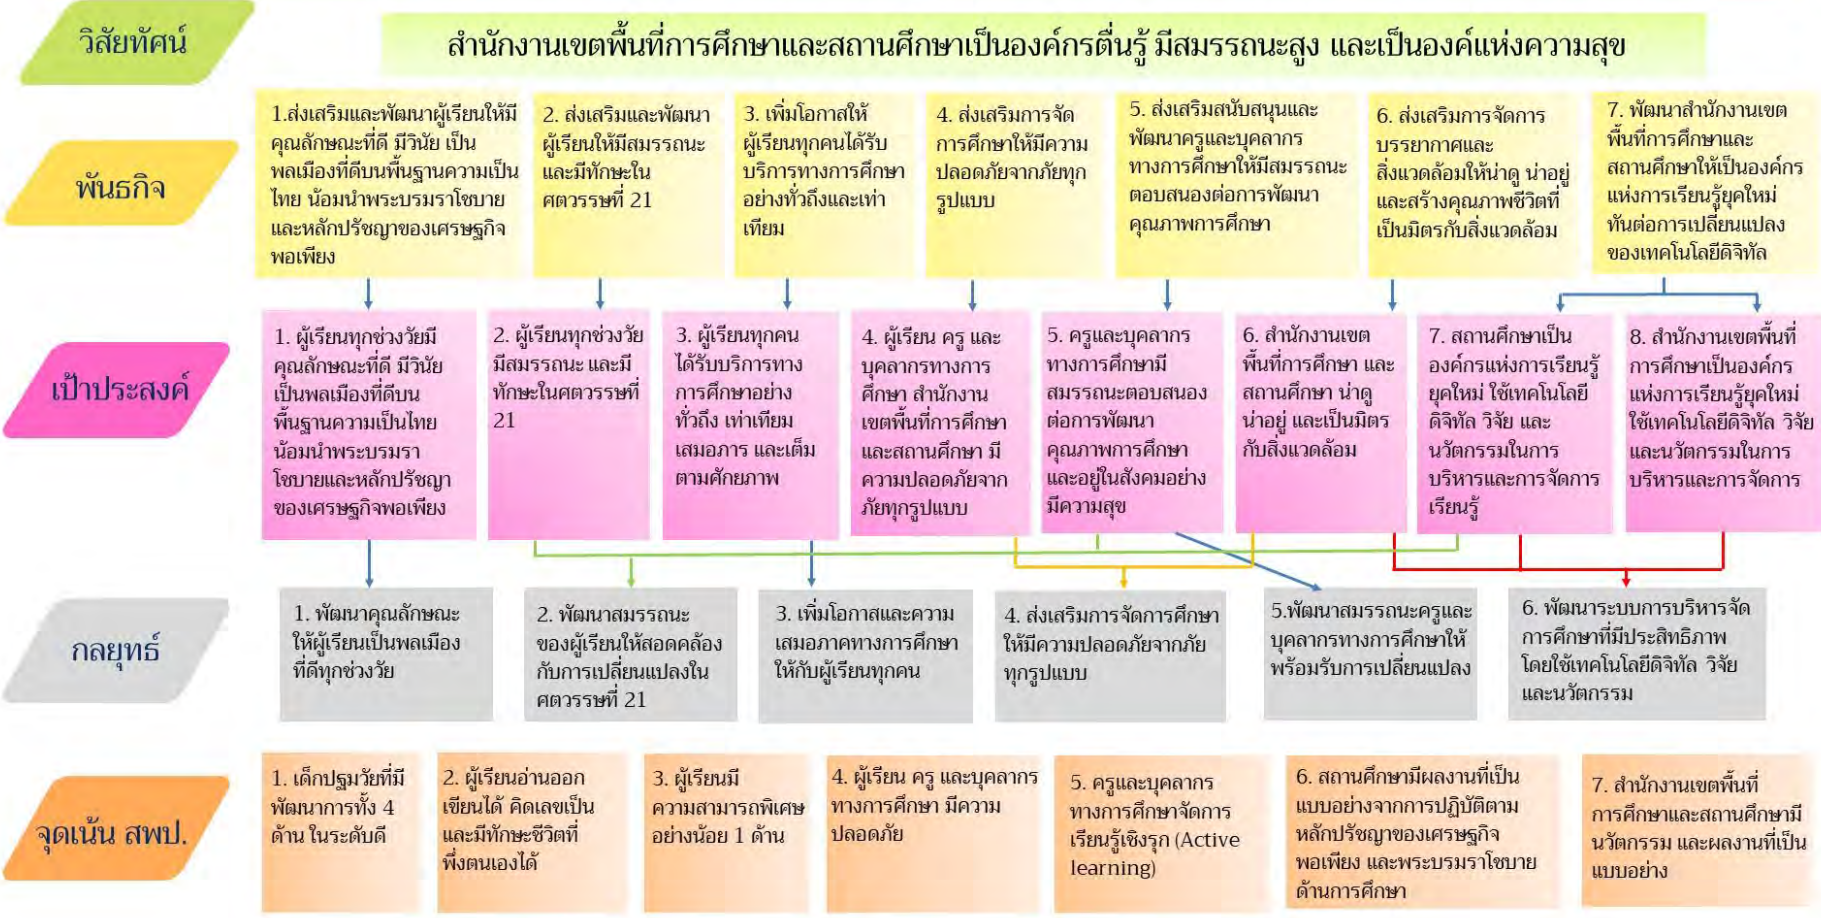 วิสัยทัศน์
สำนักงานเขตพื้นที่การศึกษาและสถานศึกษาเป็นองค์กรตื่นรู้ มีสมรรถนะสูง และเป็นองค์แห่งความสุข
พันธกิจ
1.ส่งเสริมและพัฒนาผู้เรียนให้มี
คุณลักษณะที่ดี มีวินัย เป็น
พลเมืองที่ดีบนพื้นฐานความเป็น
ไทย น้อมนำพระบรมราโชบาย
และหลักปรัชญาของเศรษฐกิจ
พอเพียง
2. ส่งเสริมและพัฒนา
ผู้เรียนให้มีสมรรถนะ
และมีทักษะใน
ศตวรรษที่ 21
3. เพิ่มโอกาสให้
ผู้เรียนทุกคนได้รับ
บริการทางการศึกษา
อย่างทั่วถึงและเท่า
เทียม
4. ส่งเสริมการจัด
การศึกษาให้มีความ
ปลอดภัยจากภัยทุก
รูปแบบ
5. ส่งเสริมสนับสนุนและ
พัฒนาครูและบุคลากร
ทางการศึกษาให้มีสมรรถนะ
ตอบสนองต่อการพัฒนา
คุณภาพการศึกษา
6. ส่งเสริมการจัดการ
บรรยากาศและ
สิ่งแวดล้อมให้น่าดู น่าอยู่
และสร้างคุณภาพชีวิตที่
เป็นมิตรกับสิ่งแวดล้อม
7. พัฒนาสำนักงานเขต
พื้นที่การศึกษาและ
สถานศึกษาให้เป็นองค์กร
แห่งการเรียนรู้ยุคใหม่
ทันต่อการเปลี่ยนแปลง
ของเทคโนโลยีดิจิทัล
เป้าประสงค์
1. ผู้เรียนทุกช่วงวัยมี
คุณลักษณะที่ดี มีวินัย
เป็นพลเมืองที่ดีบน
พื้นฐานความเป็นไทย
น้อมนำพระบรมรา
โชบายและหลักปรัชญา
ของเศรษฐกิจพอเพียง
2. ผู้เรียนทุกช่วงวัย
มีสมรรถนะ และมี
ทักษะในศตวรรษที่
21
3. ผู้เรียนทุกคน
ได้รับบริการทาง
การศึกษาอย่าง
ทั่วถึง เท่าเทียม
เสมอภาร และเต็ม
ตามศักยภาพ
4. ผู้เรียน ครู และ
บุคลากรทางการ
ศึกษา สำนักงาน
เขตพื้นที่การศึกษา
และสถานศึกษา มี
ความปลอดภัยจาก
ภัยทุกรูปแบบ
5. ครูและบุคลากร
ทางการศึกษามี
สมรรถนะตอบสนอง
ต่อการพัฒนา
คุณภาพการศึกษา
และอยู่ในสังคมอย่าง
มีความสุข
6. สำนักงานเขต
พื้นที่การศึกษา และ
สถานศึกษา น่าดู
น่าอยู่ และเป็นมิตร
กับสิ่งแวดล้อม
7. สถานศึกษาเป็น
องค์กรแห่งการเรียนรู้
ยุคใหม่ ใช้เทคโนโลยี
ดิจิทัล วิจัย และ
นวัตกรรมในการ
บริหารและการจัดการ
เรียนรู้
8. สำนักงานเขตพื้นที่
การศึกษาเป็นองค์กร
แห่งการเรียนรู้ยุคใหม่
ใช้เทคโนโลยีดิจิทัล วิจัย
และนวัตกรรมในการ
บริหารและการจัดการ
กลยุทธ์
1. พัฒนาคุณลักษณะ
ให้ผู้เรียนเป็นพลเมือง
ที่ดีทุกช่วงวัย
2. พัฒนาสมรรถนะ
ของผู้เรียนให้สอดคล้อง
กับการเปลี่ยนแปลงใน
ศตวรรษที่ 21
3. เพิ่มโอกาสและความ
เสมอภาคทางการศึกษา
ให้กับผู้เรียนทุกคน
4. ส่งเสริมการจัดการศึกษา
ให้มีความปลอดภัยจากภัย
ทุกรูปแบบ
5.พัฒนาสมรรถนะครูและ
บุคลากรทางการศึกษาให้
พร้อมรับการเปลี่ยนแปลง
6. พัฒนาระบบการบริหารจัด
การศึกษาที่มีประสิทธิภาพ
โดยใช้เทคโนโลยีดิจิทัล วิจัย
และนวัตกรรม
จุดเน้น สพป.
1. เด็กปฐมวัยที่มี
พัฒนาการทั้ง 4
ด้าน ในระดับดี
2. ผู้เรียนอ่านออก
เขียนได้ คิดเลขเป็น
และมีทักษะชีวิตที่
พึ่งตนเองได้
3. ผู้เรียนมี
ความสามารถพิเศษ
อย่างน้อย 1 ด้าน
4. ผู้เรียน ครู และบุคลากร
ทางการศึกษา มีความ
ปลอดภัย
5. ครูและบุคลากร
ทางการศึกษาจัดการ
เรียนรู้เชิงรุก (Active
learning)
6. สถานศึกษามีผลงานที่เป็น
แบบอย่างจากการปฏิบัติตาม
หลักปรัชญาของเศรษฐกิจ
พอเพียง และพระบรมราโชบาย
ด้านการศึกษา
7. สำนักงานเขตพื้นที่
การศึกษาและสถานศึกษามี
นวัตกรรม และผลงานที่เป็น
แบบอย่าง